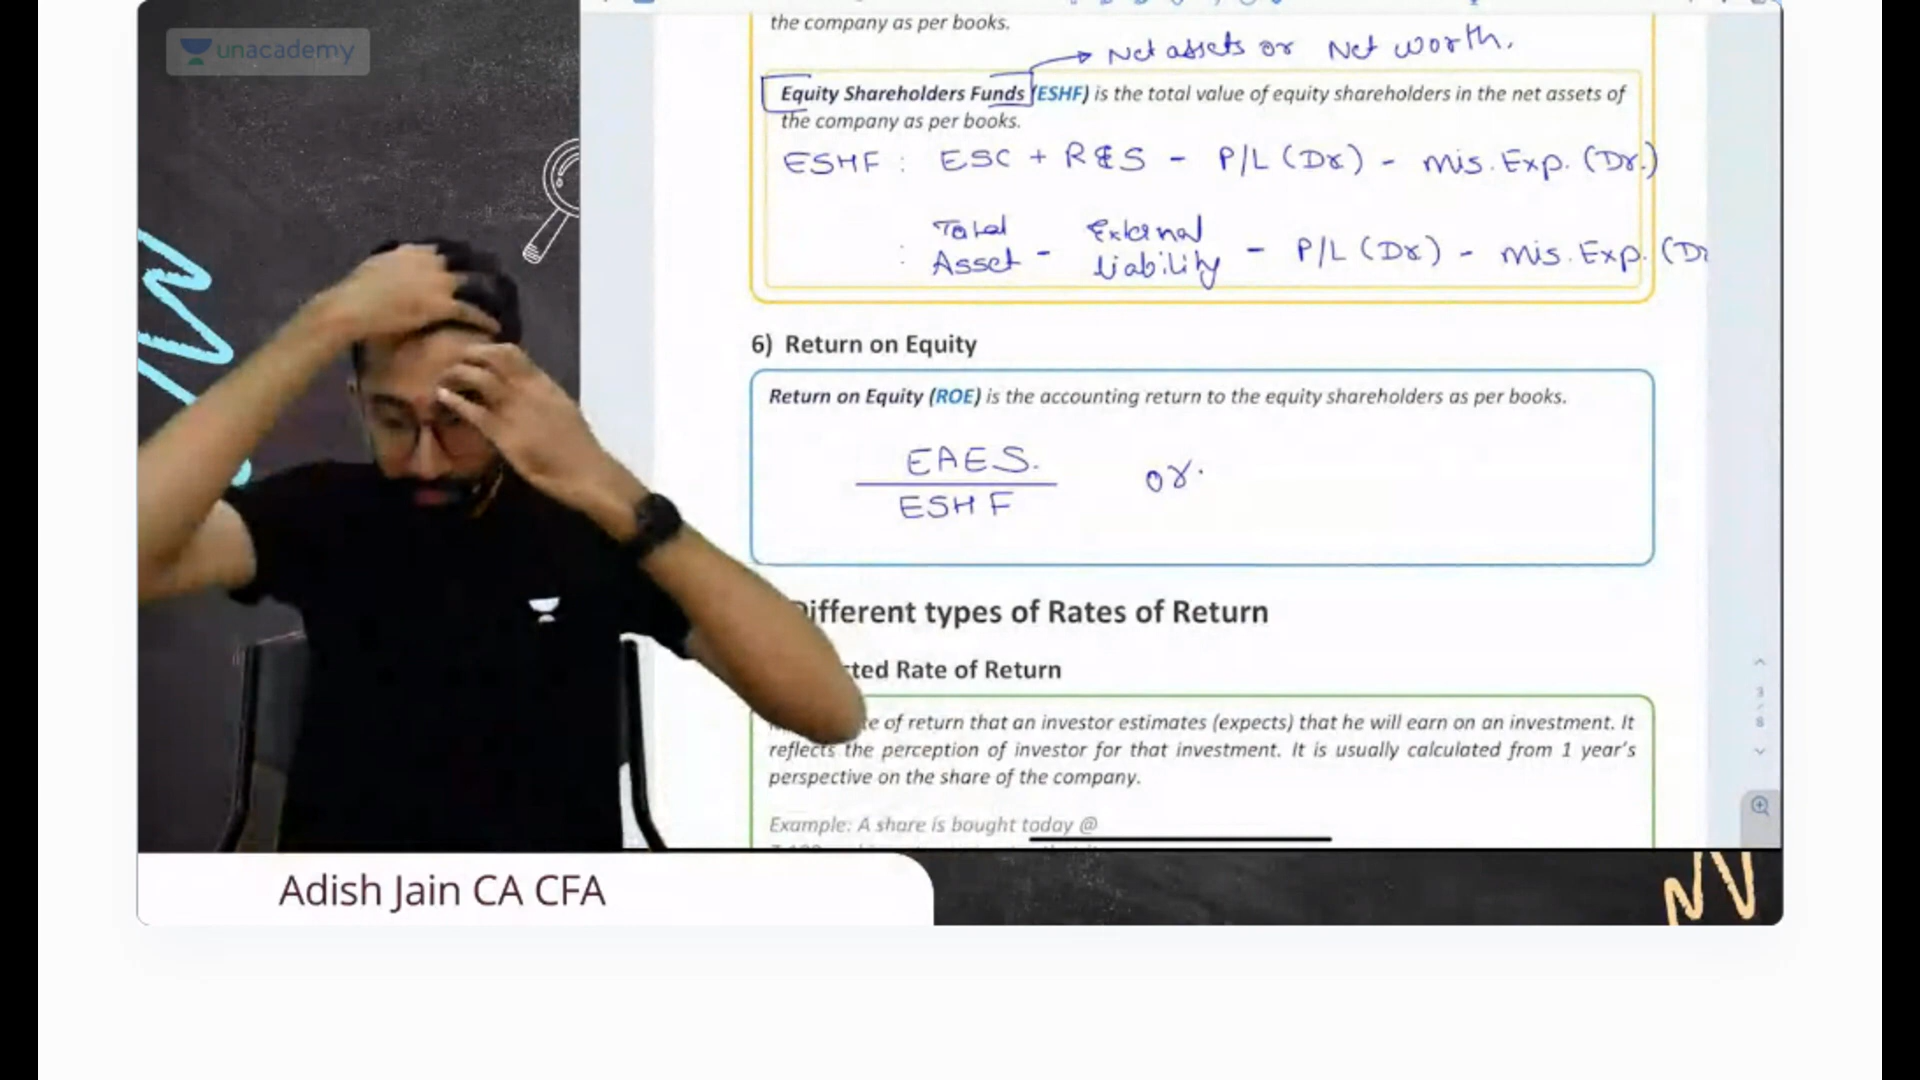 unacademy
the company as per books.
Net assets or Net worth.
Equity Shareholders Funds (ESHF) is the total value of equity shareholders in the net assets of
the company as per books.
ESHF : ESC + R&S - P/L (Dr) - mis. Exp. (Dr.)
: Total Asset - External liability - P/L (Dr) - mis. Exp. (Dr
6) Return on Equity
Return on Equity (ROE) is the accounting return to the equity shareholders as per books.
EAES.
ESHF
or.
ifferent types of Rates of Return
ted Rate of Return
e of return that an investor estimates (expects) that he will earn on an investment. It
reflects the perception of investor for that investment. It is usually calculated from 1 year's
perspective on the share of the company.
Example: A share is bought today @
3
/
8
Adish Jain CA CFA